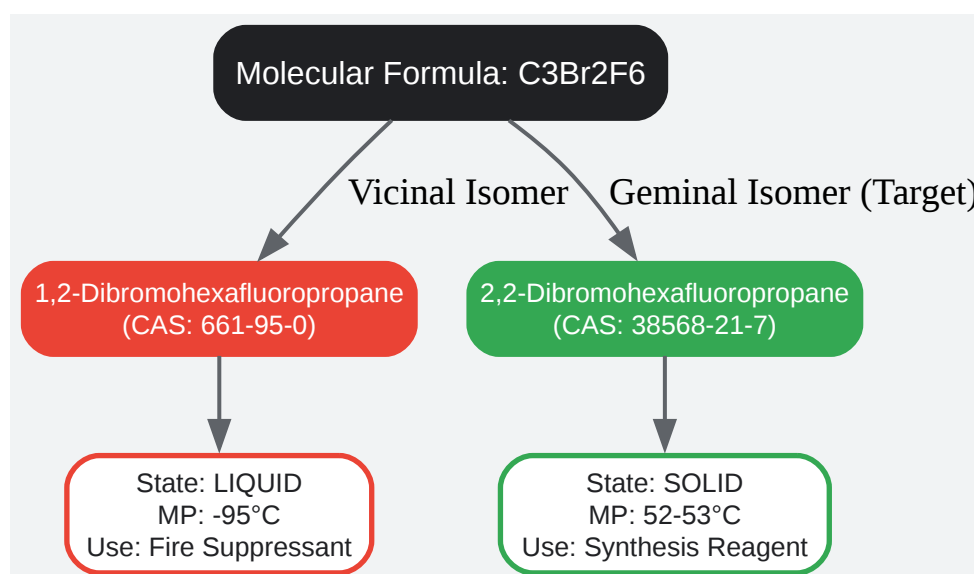 Molecular Formula: C3Br2F6
Vicinal Isomer
Geminal Isomer (Target)
1,2-Dibromohexafluoropropane
(CAS: 661-95-0)
2,2-Dibromohexafluoropropane
(CAS: 38568-21-7)
State: LIQUID
MP: -95°C
Use: Fire Suppressant
State: SOLID
MP: 52-53°C
Use: Synthesis Reagent